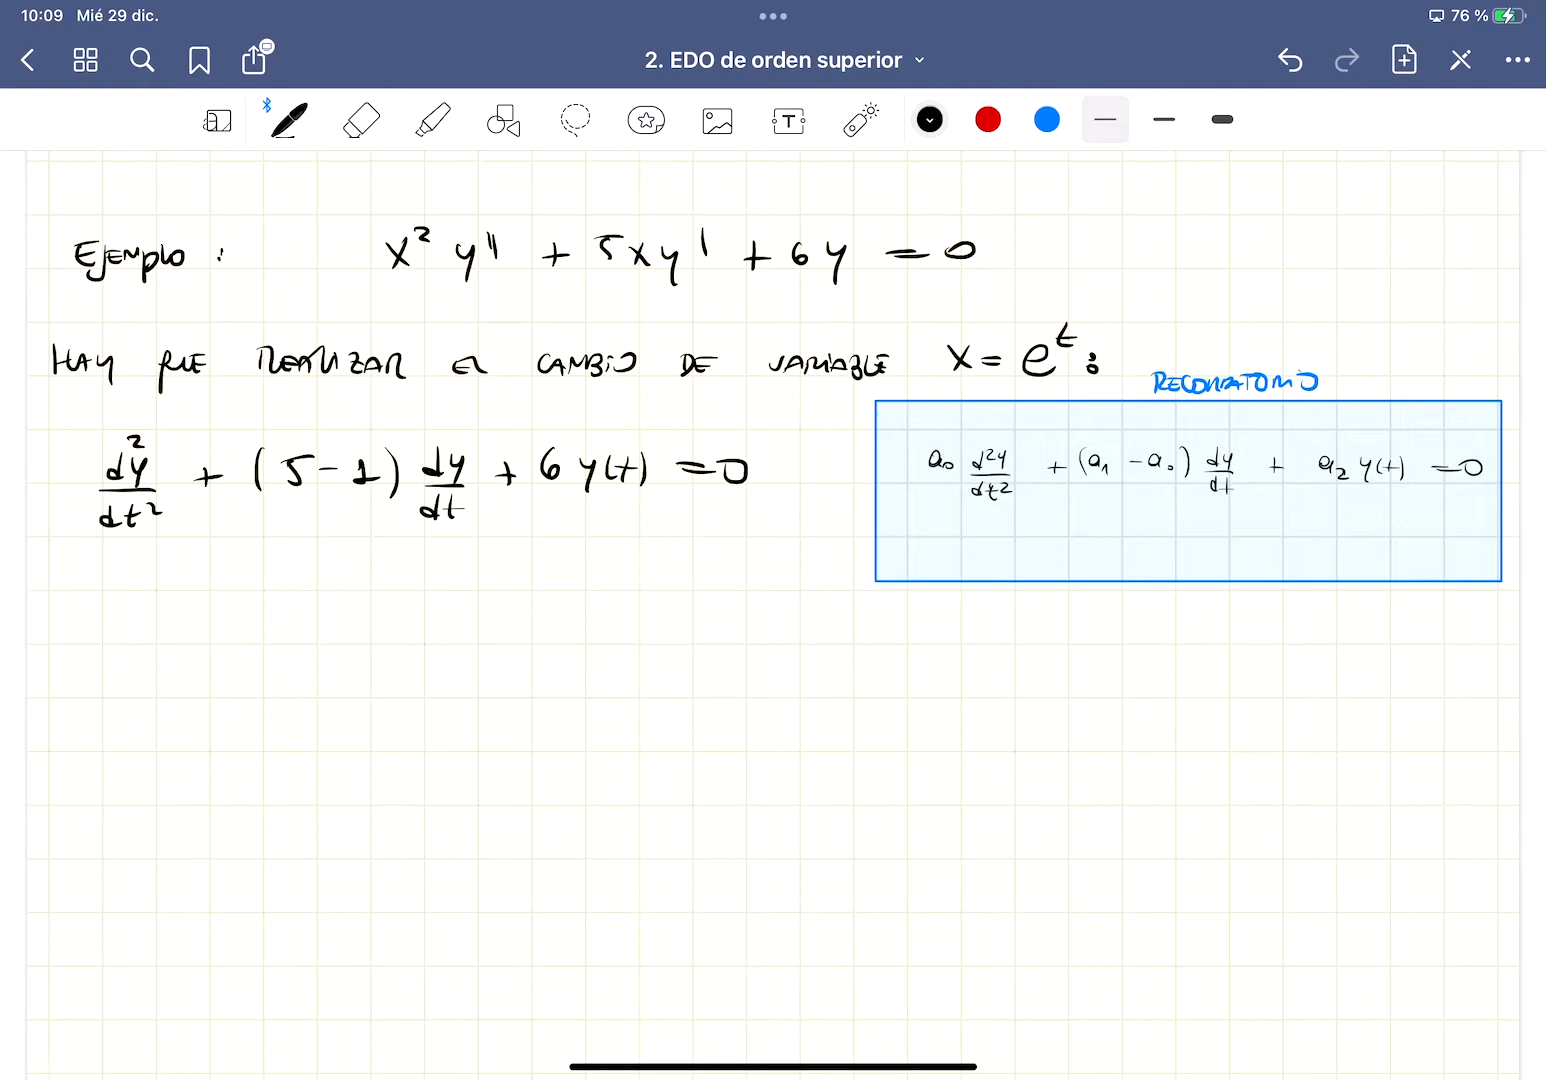 10:09 Mié 29 dic.
76 %
2. EDO de orden superior
Ejemplo : x² y'' + 5xy' + 6y = 0
HAY QUE REALIZAR EL CAMBIO DE VARIABLE x = e^t :
RECORDATORIO
d²y/dt² + (5-1) dy/dt + 6 y(t) = 0
a₀ d²y/dt² + (a₁ - a₀) dy/dt + a₂ y(t) = 0